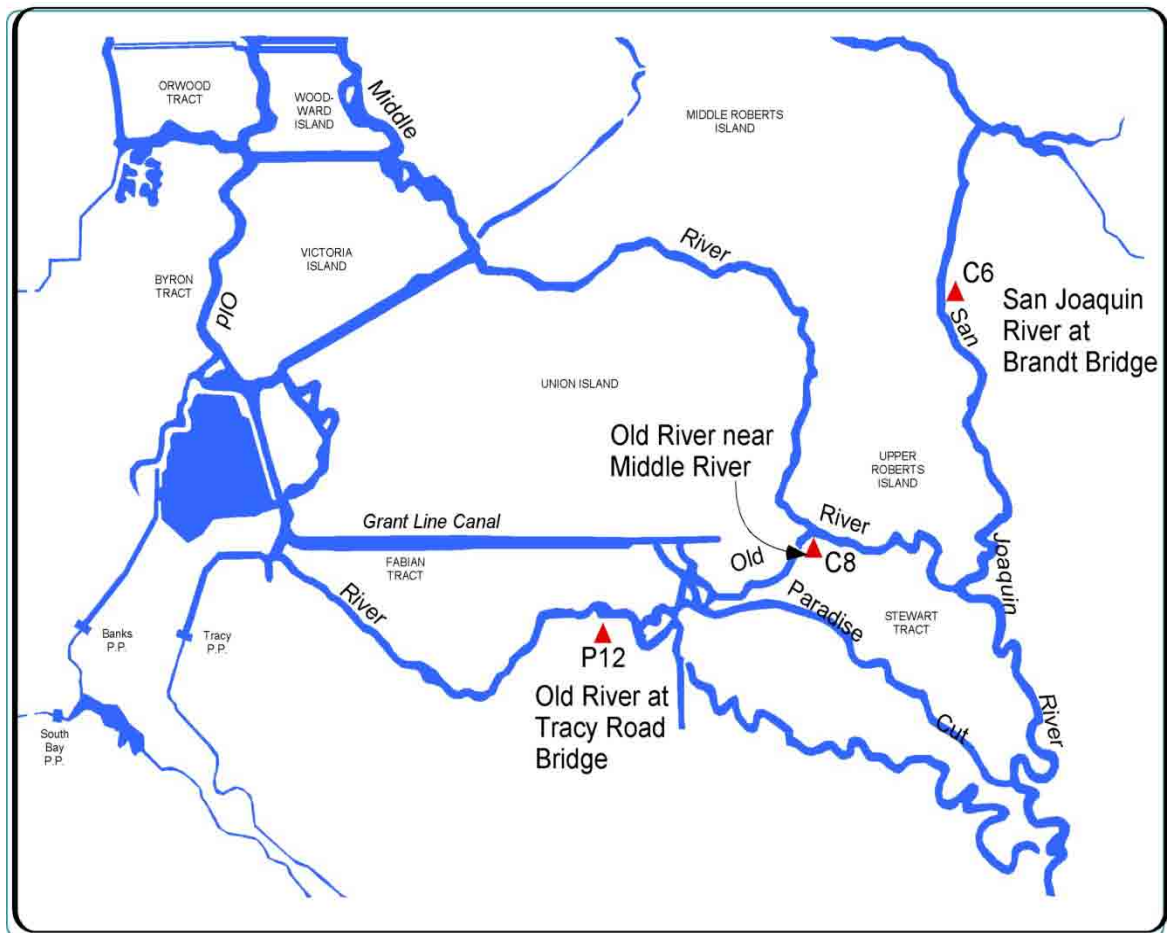 ORWOOD
TRACT
WOOD-
WARD
ISLAND
Middle
MIDDLE ROBERTS
ISLAND
River
VICTORIA
ISLAND
BYRON
TRACT
Old
C6
San Joaquin
River at
Brandt Bridge
San
UNION ISLAND
Old River near
Middle River
UPPER
ROBERTS
ISLAND
River
Grant Line Canal
Old
C8
Joaquin
FABIAN
TRACT
River
Paradise
STEWART
TRACT
Banks
P.P.
Tracy
P.P.
P12
Old River at
Tracy Road
Bridge
Cut
River
South
Bay
P.P.